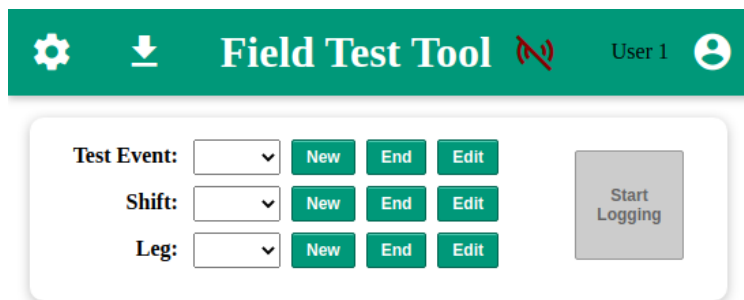 Field Test Tool User 1
Test Event: New End Edit
Shift: New End Edit
Leg: New End Edit
Start
Logging